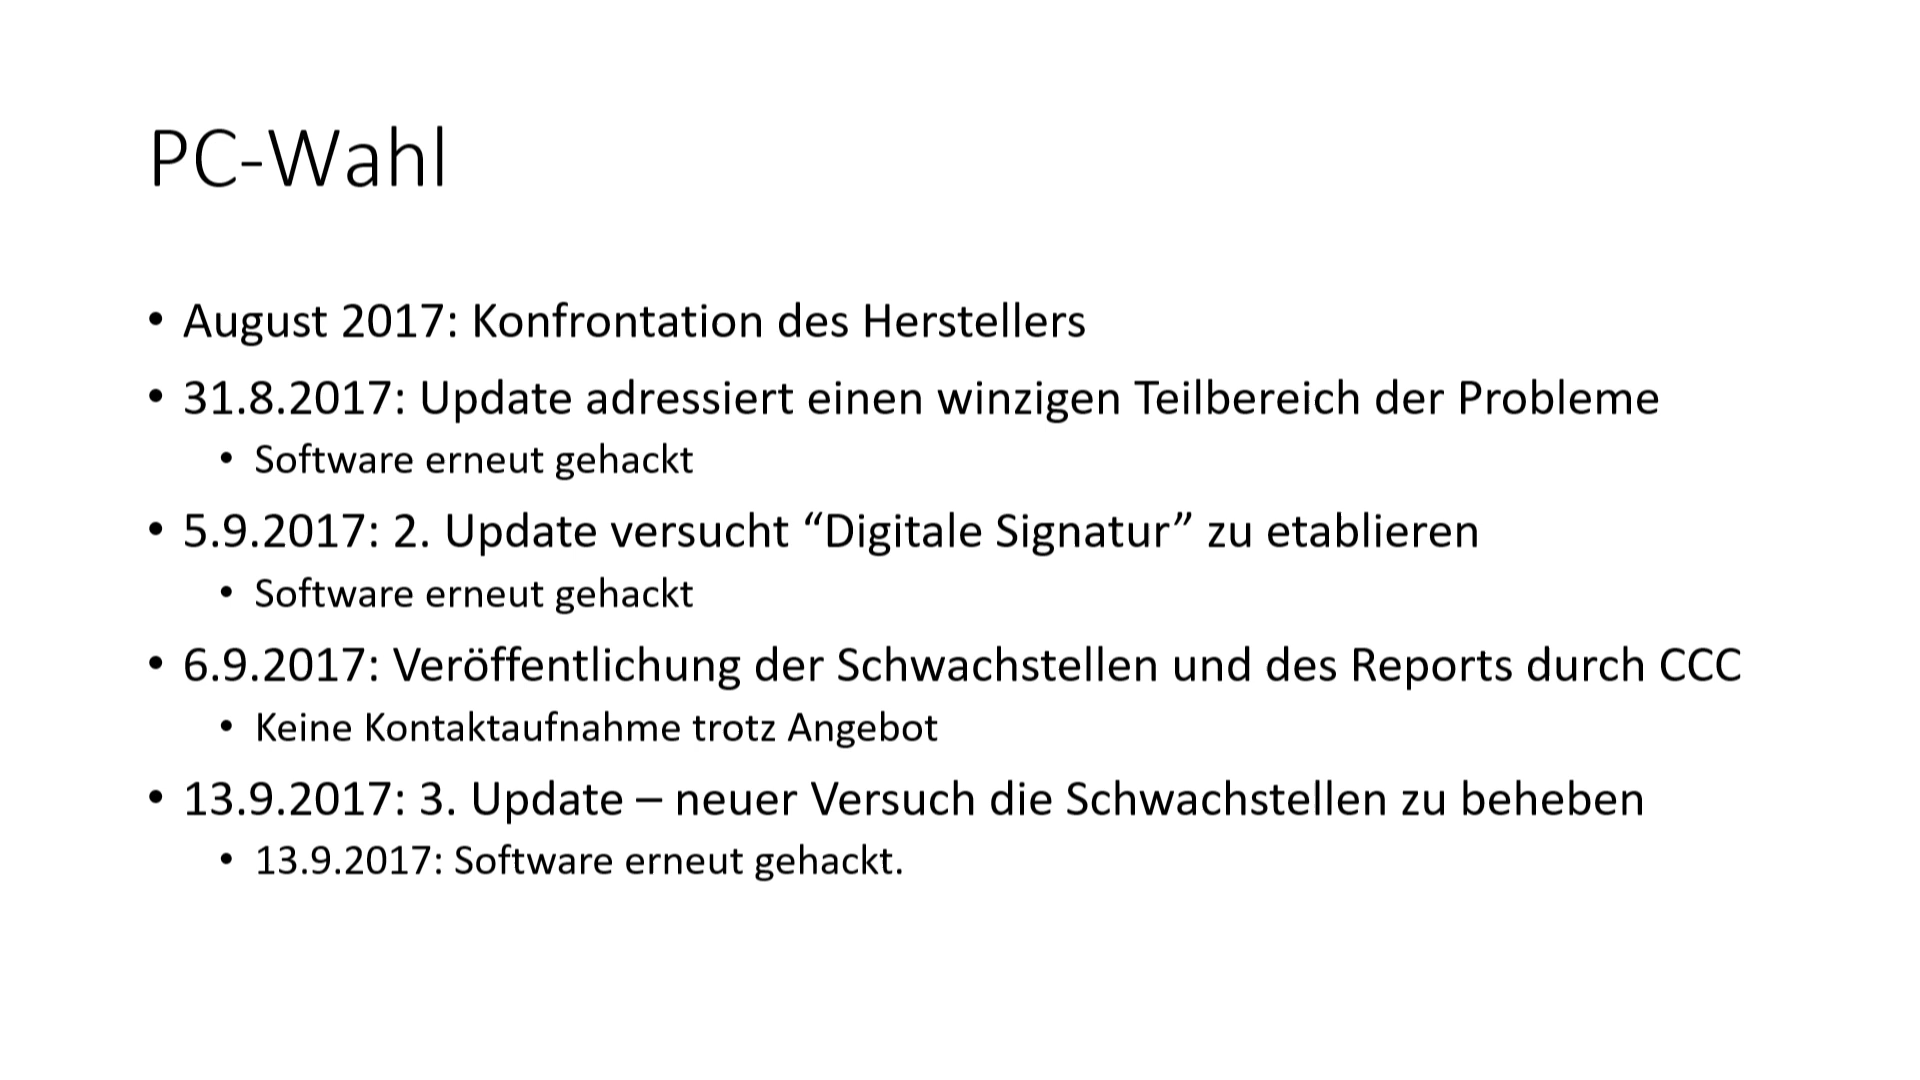 PC-Wahl
• August 2017: Konfrontation des Herstellers
• 31.8.2017: Update adressiert einen winzigen Teilbereich der Probleme
• Software erneut gehackt
• 5.9.2017: 2. Update versucht “Digitale Signatur” zu etablieren
• Software erneut gehackt
• 6.9.2017: Veröffentlichung der Schwachstellen und des Reports durch CCC
• Keine Kontaktaufnahme trotz Angebot
• 13.9.2017: 3. Update – neuer Versuch die Schwachstellen zu beheben
• 13.9.2017: Software erneut gehackt.